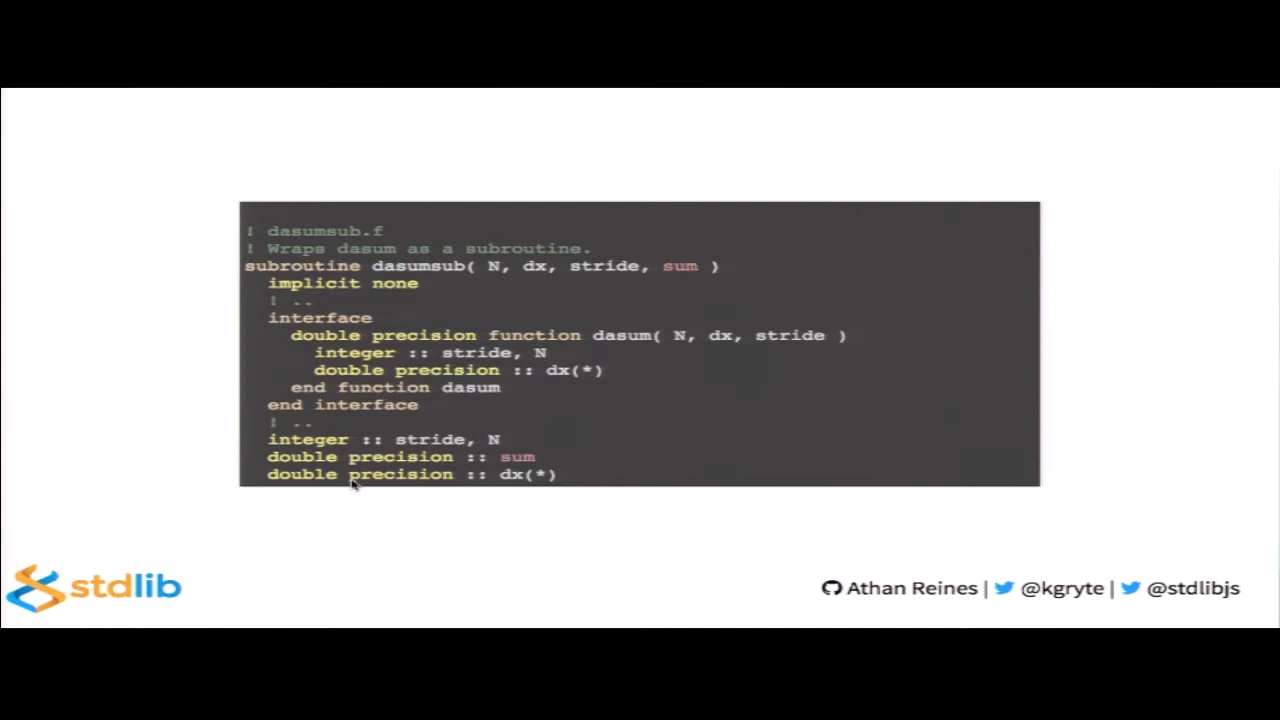 ! dasumsub.f
! Wraps dasum as a subroutine.
subroutine dasumsub( N, dx, stride, sum )
implicit none
! ..
interface
double precision function dasum( N, dx, stride )
integer :: stride, N
double precision :: dx(*)
end function dasum
end interface
! ..
integer :: stride, N
double precision :: sum
double precision :: dx(*)
stdlib
Athan Reines | @kgryte | @stdlibjs